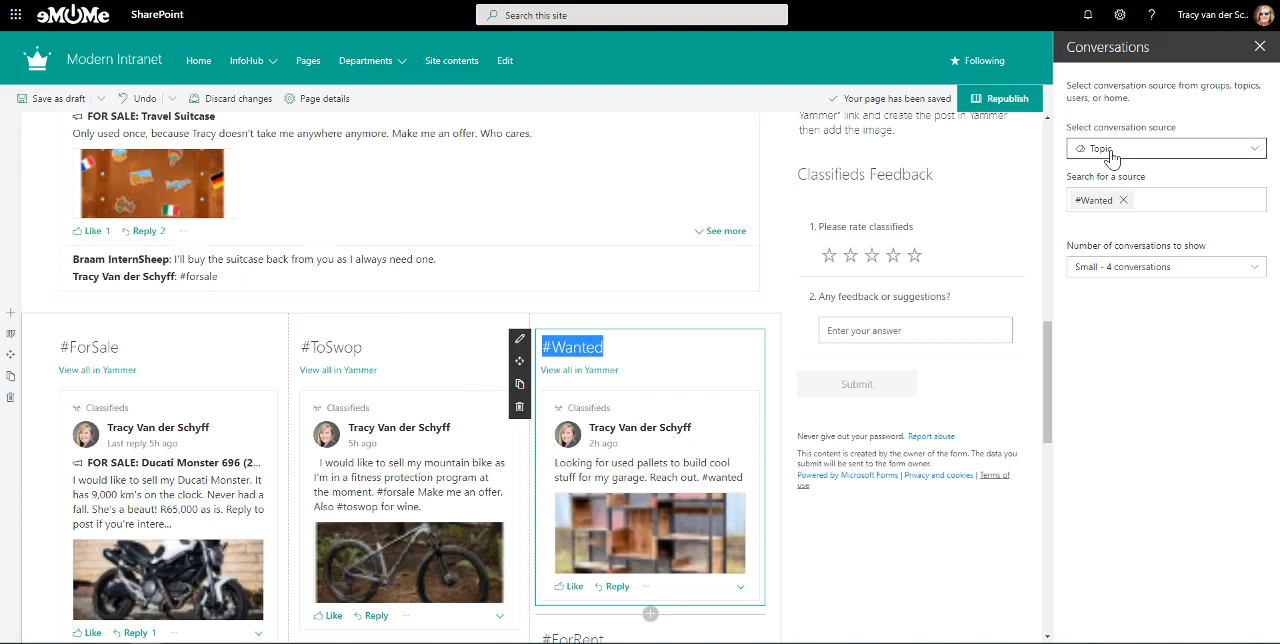 eMUMe SharePoint
Search this site
Tracy van der Sc..
Modern Intranet Home InfoHub Pages Departments Site contents Edit Following
Save as draft Undo Discard changes Page details Your page has been saved Republish
FOR SALE: Travel Suitcase
Only used once, because Tracy doesn't take me anywhere anymore. Make me an offer. Who cares.
Like 1 Reply 2 ... See more
Braam InternSheep: I'll buy the suitcase back from you as I always need one.
Tracy Van der Schyff: #forsale
#ForSale
View all in Yammer
Classifieds
Tracy Van der Schyff
Last reply 5h ago
FOR SALE: Ducati Monster 696 (2...
I would like to sell my Ducati Monster. It
has 9,000 km's on the clock. Never had a
fall. She's a beaut! R65,000 as is. Reply to
post if you're intere...
Like Reply 1 ...
#ToSwop
View all in Yammer
Classifieds
Tracy Van der Schyff
5h ago
I would like to sell my mountain bike as
I'm in a fitness protection program at
the moment. #forsale Make me an offer.
Also #toswop for wine.
Like Reply ...
#Wanted
View all in Yammer
Classifieds
Tracy Van der Schyff
2h ago
Looking for used pallets to build cool
stuff for my garage. Reach out. #wanted
Like Reply ...
#ForRent
Yammer" link and create the post in Yammer
then add the image.
Classifieds Feedback
1. Please rate classifieds
2. Any feedback or suggestions?
Enter your answer
Submit
Never give out your password. Report abuse
This content is created by the owner of the form. The data you
submit will be sent to the form owner.
Powered by Microsoft Forms | Privacy and cookies | Terms of
use
Conversations
Select conversation source from groups, topics,
users, or home.
Select conversation source
Topic
Search for a source
#Wanted
Number of conversations to show
Small - 4 conversations